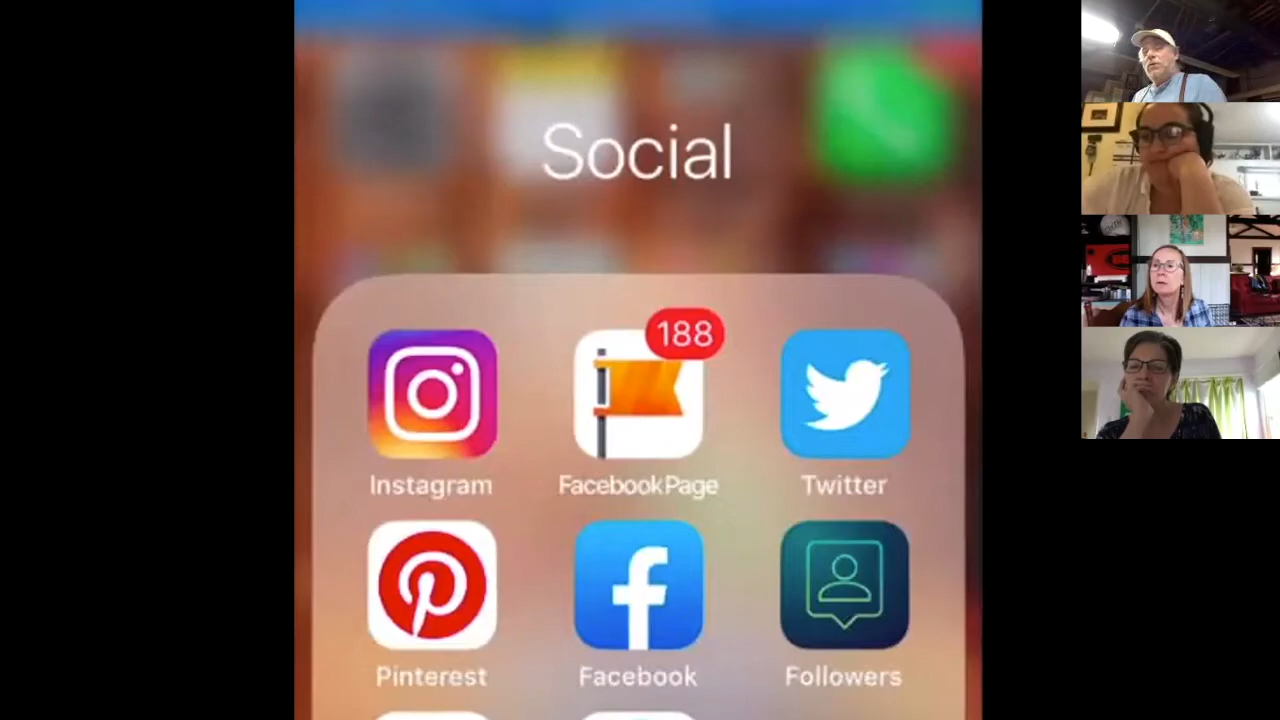 Social
188
Instagram
FacebookPage
Twitter
Pinterest
Facebook
Followers